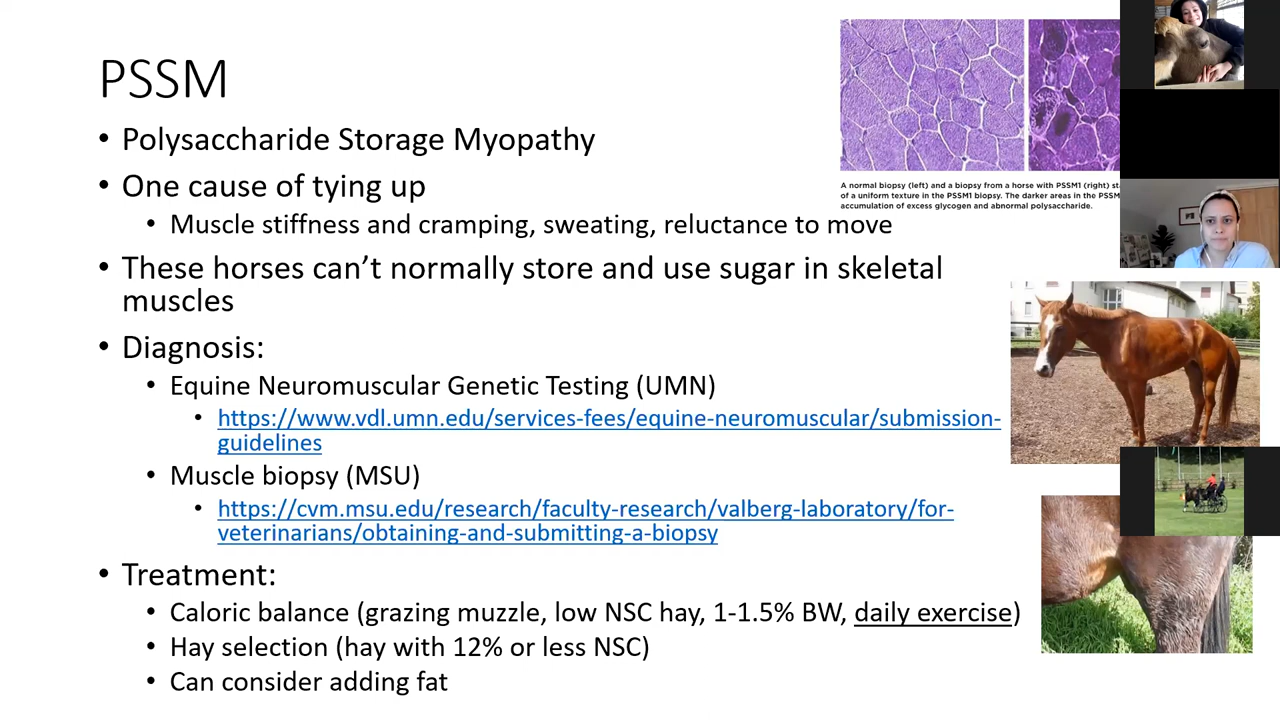 PSSM
• Polysaccharide Storage Myopathy
• One cause of tying up
• Muscle stiffness and cramping, sweating, reluctance to move
• These horses can't normally store and use sugar in skeletal
muscles
• Diagnosis:
• Equine Neuromuscular Genetic Testing (UMN)
• https://www.vdl.umn.edu/services-fees/equine-neuromuscular/submission-
guidelines
• Muscle biopsy (MSU)
• https://cvm.msu.edu/research/faculty-research/valberg-laboratory/for-
veterinarians/obtaining-and-submitting-a-biopsy
• Treatment:
• Caloric balance (grazing muzzle, low NSC hay, 1-1.5% BW, daily exercise)
• Hay selection (hay with 12% or less NSC)
• Can consider adding fat
A normal biopsy (left) and a biopsy from a horse with PSSM1 (right)
of a uniform texture in the PSSM1 biopsy. The darker areas in the PSSM
accumulation of excess glycogen and abnormal polysaccharide.